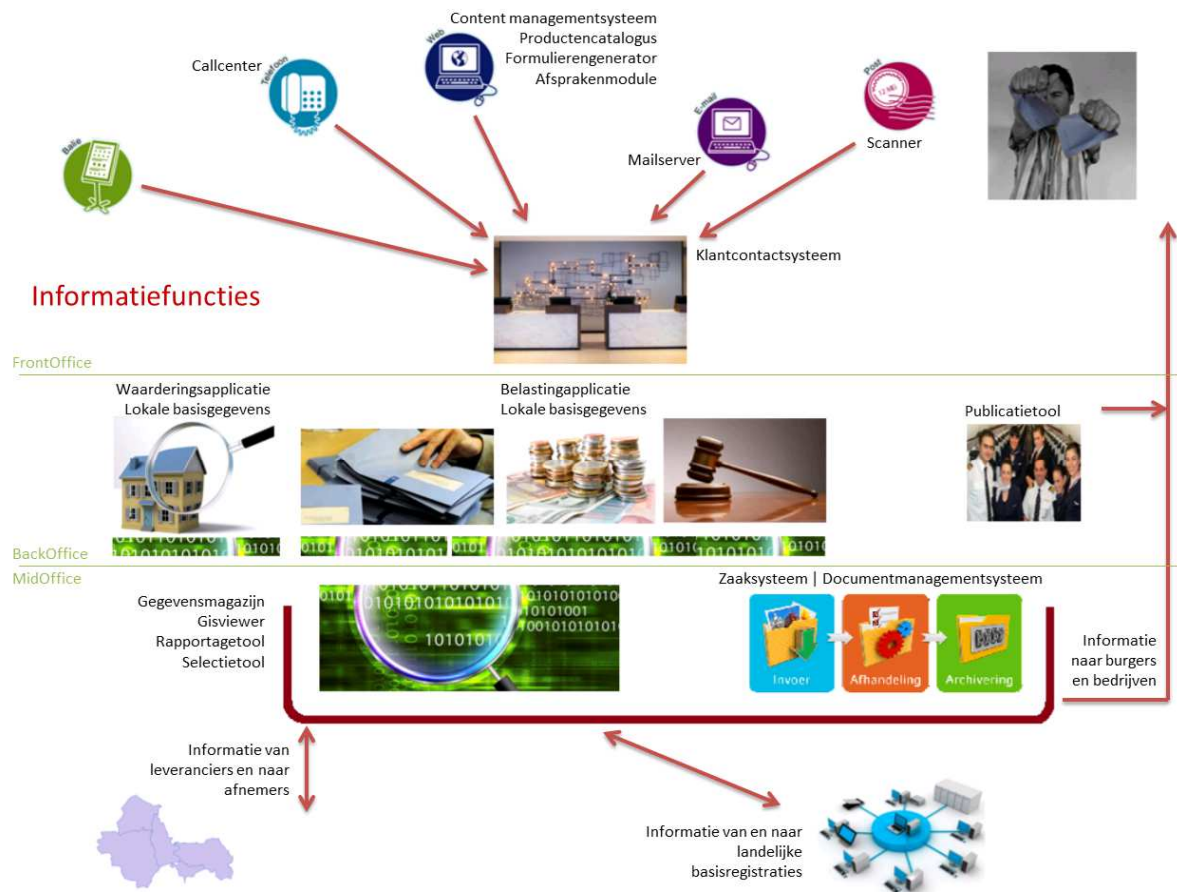 Content managementsysteem
Productencatalogus
Formulierengenerator
Afsprakenmodule
Web
Callcenter
Telefoon
E-mail
Mailserver
Post
12 MEI
Scanner
Balie
Klantcontactsysteem
Informatiefuncties
FrontOffice
Waarderingsapplicatie
Lokale basisgegevens
Belastingapplicatie
Lokale basisgegevens
Publicatietool
BackOffice
MidOffice
Gegevensmagazijn
Gisviewer
Rapportagetool
Selectietool
Zaaksysteem | Documentmanagementsysteem
Invoer
Afhandeling
Archivering
Informatie
naar burgers
en bedrijven
Informatie van
leveranciers en naar
afnemers
Informatie van en naar
landelijke
basisregistraties